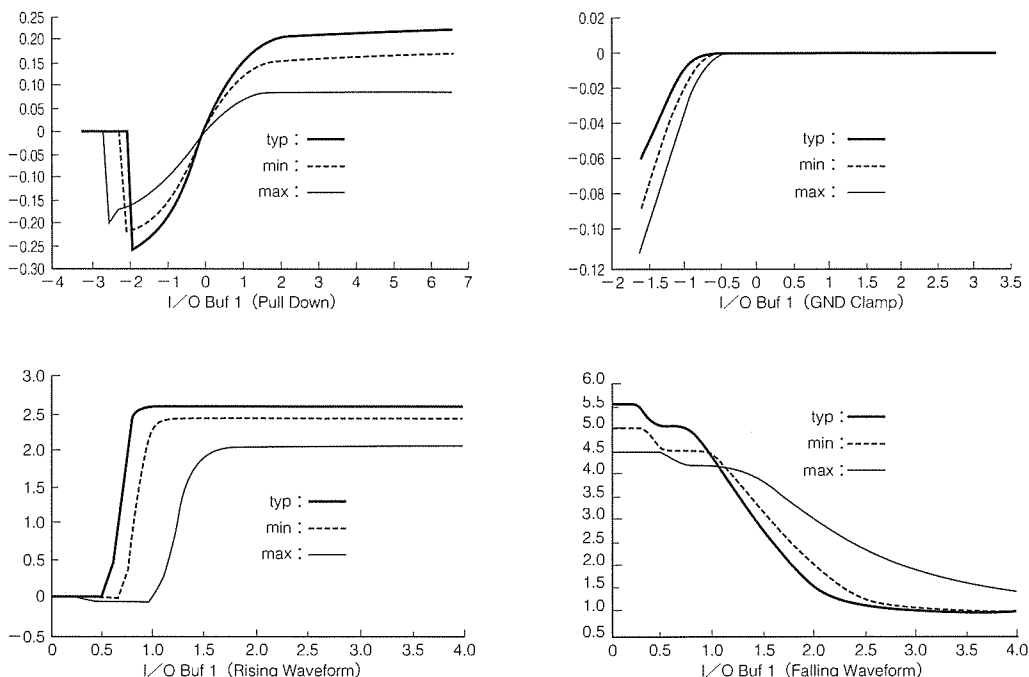 0.25
0.20
0.15
0.10
0.05
0
−0.05
−0.10
−0.15
−0.20
−0.25
−0.30
typ：
min：
max：
−4 −3 −2 −1 0 1 2 3 4 5 6 7
I／O Buf 1（Pull Down）
0.02
0
−0.02
−0.04
−0.06
−0.08
−0.10
−0.12
typ：
min：
max：
−2 −1.5 −1 −0.5 0 0.5 1 1.5 2 2.5 3 3.5
I／O Buf 1（GND Clamp）
3.0
2.5
2.0
1.5
1.0
0.5
0
−0.5
typ：
min：
max：
0 0.5 1.0 1.5 2.0 2.5 3.0 3.5 4.0
I／O Buf 1（Rising Waveform）
6.0
5.5
5.0
4.5
4.0
3.5
3.0
2.5
2.0
1.5
1.0
0.5
typ：
min：
max：
0 0.5 1.0 1.5 2.0 2.5 3.0 3.5 4.0
I／O Buf 1（Falling Waveform）